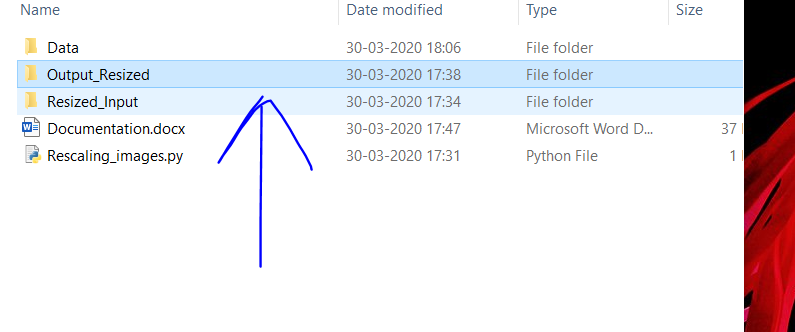 Name Date modified Type Size
Data 30-03-2020 18:06 File folder
Output_Resized 30-03-2020 17:38 File folder
Resized_Input 30-03-2020 17:34 File folder
Documentation.docx 30-03-2020 17:47 Microsoft Word D... 37
Rescaling_images.py 30-03-2020 17:31 Python File 1